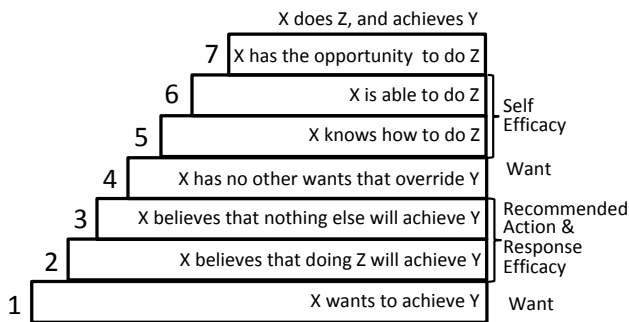 X does Z, and achieves Y
7 X has the opportunity to do Z
6 X is able to do Z
5 X knows how to do Z
Self
Efficacy
4 X has no other wants that override Y
Want
3 X believes that nothing else will achieve Y
2 X believes that doing Z will achieve Y
Recommended
Action &
Response
Efficacy
1 X wants to achieve Y
Want